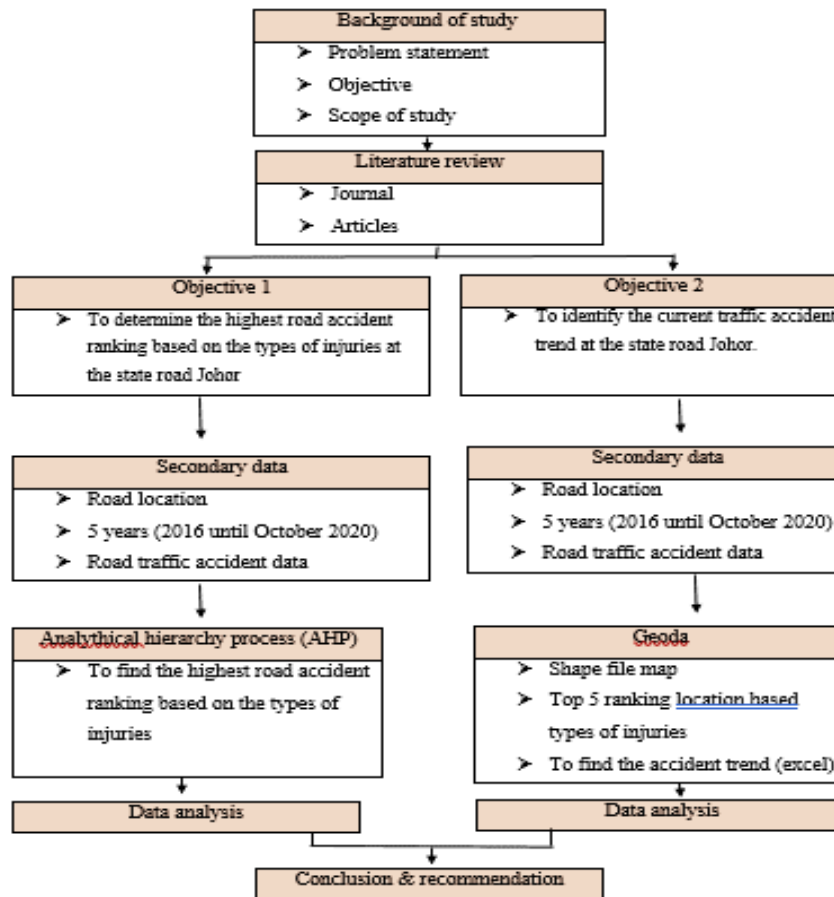 Background of study
➤ Problem statement
➤ Objective
➤ Scope of study
Literature review
➤ Journal
➤ Articles
Objective 1
➤ To determine the highest road accident
ranking based on the types of injuries at
the state road Johor
Objective 2
➤ To identify the current traffic accident
trend at the state road Johor.
Secondary data
➤ Road location
➤ 5 years (2016 until October 2020)
➤ Road traffic accident data
Secondary data
➤ Road location
➤ 5 years (2016 until October 2020)
➤ Road traffic accident data
Analythical hierarchy process (AHP)
➤ To find the highest road accident
ranking based on the types of
injuries
Geoda
➤ Shape file map
➤ Top 5 ranking location based
types of injuries
➤ To find the accident trend (excel)
Data analysis
Data analysis
Conclusion & recommendation